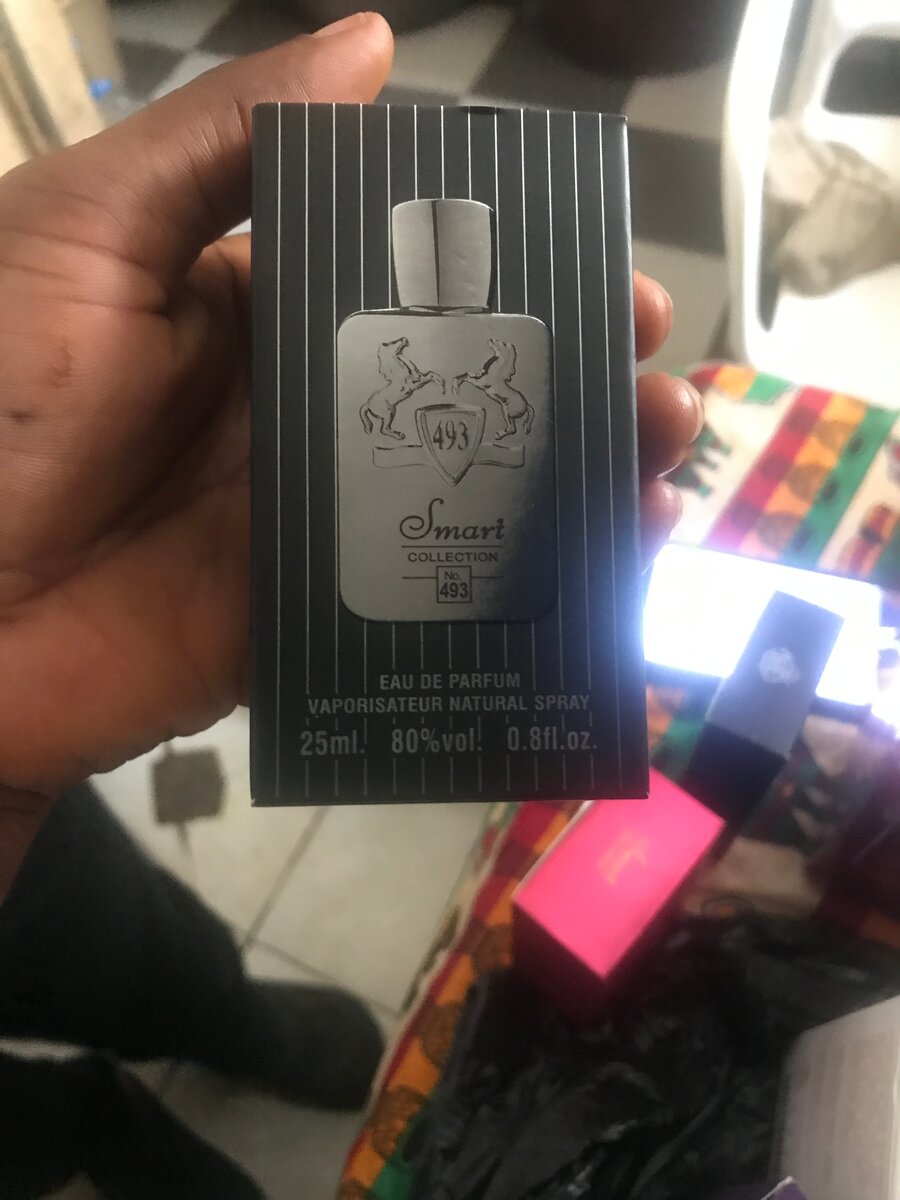 493
Smart
COLLECTION
No.
493
EAU DE PARFUM
VAPORISATEUR NATURAL SPRAY
25ml. 80%vol. 0.8fl.oz.